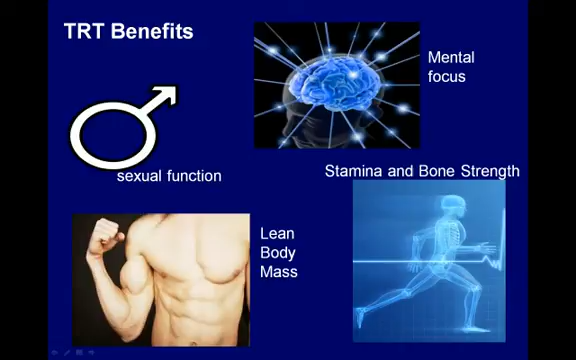 TRT Benefits
Mental
focus
sexual function
Stamina and Bone Strength
Lean
Body
Mass